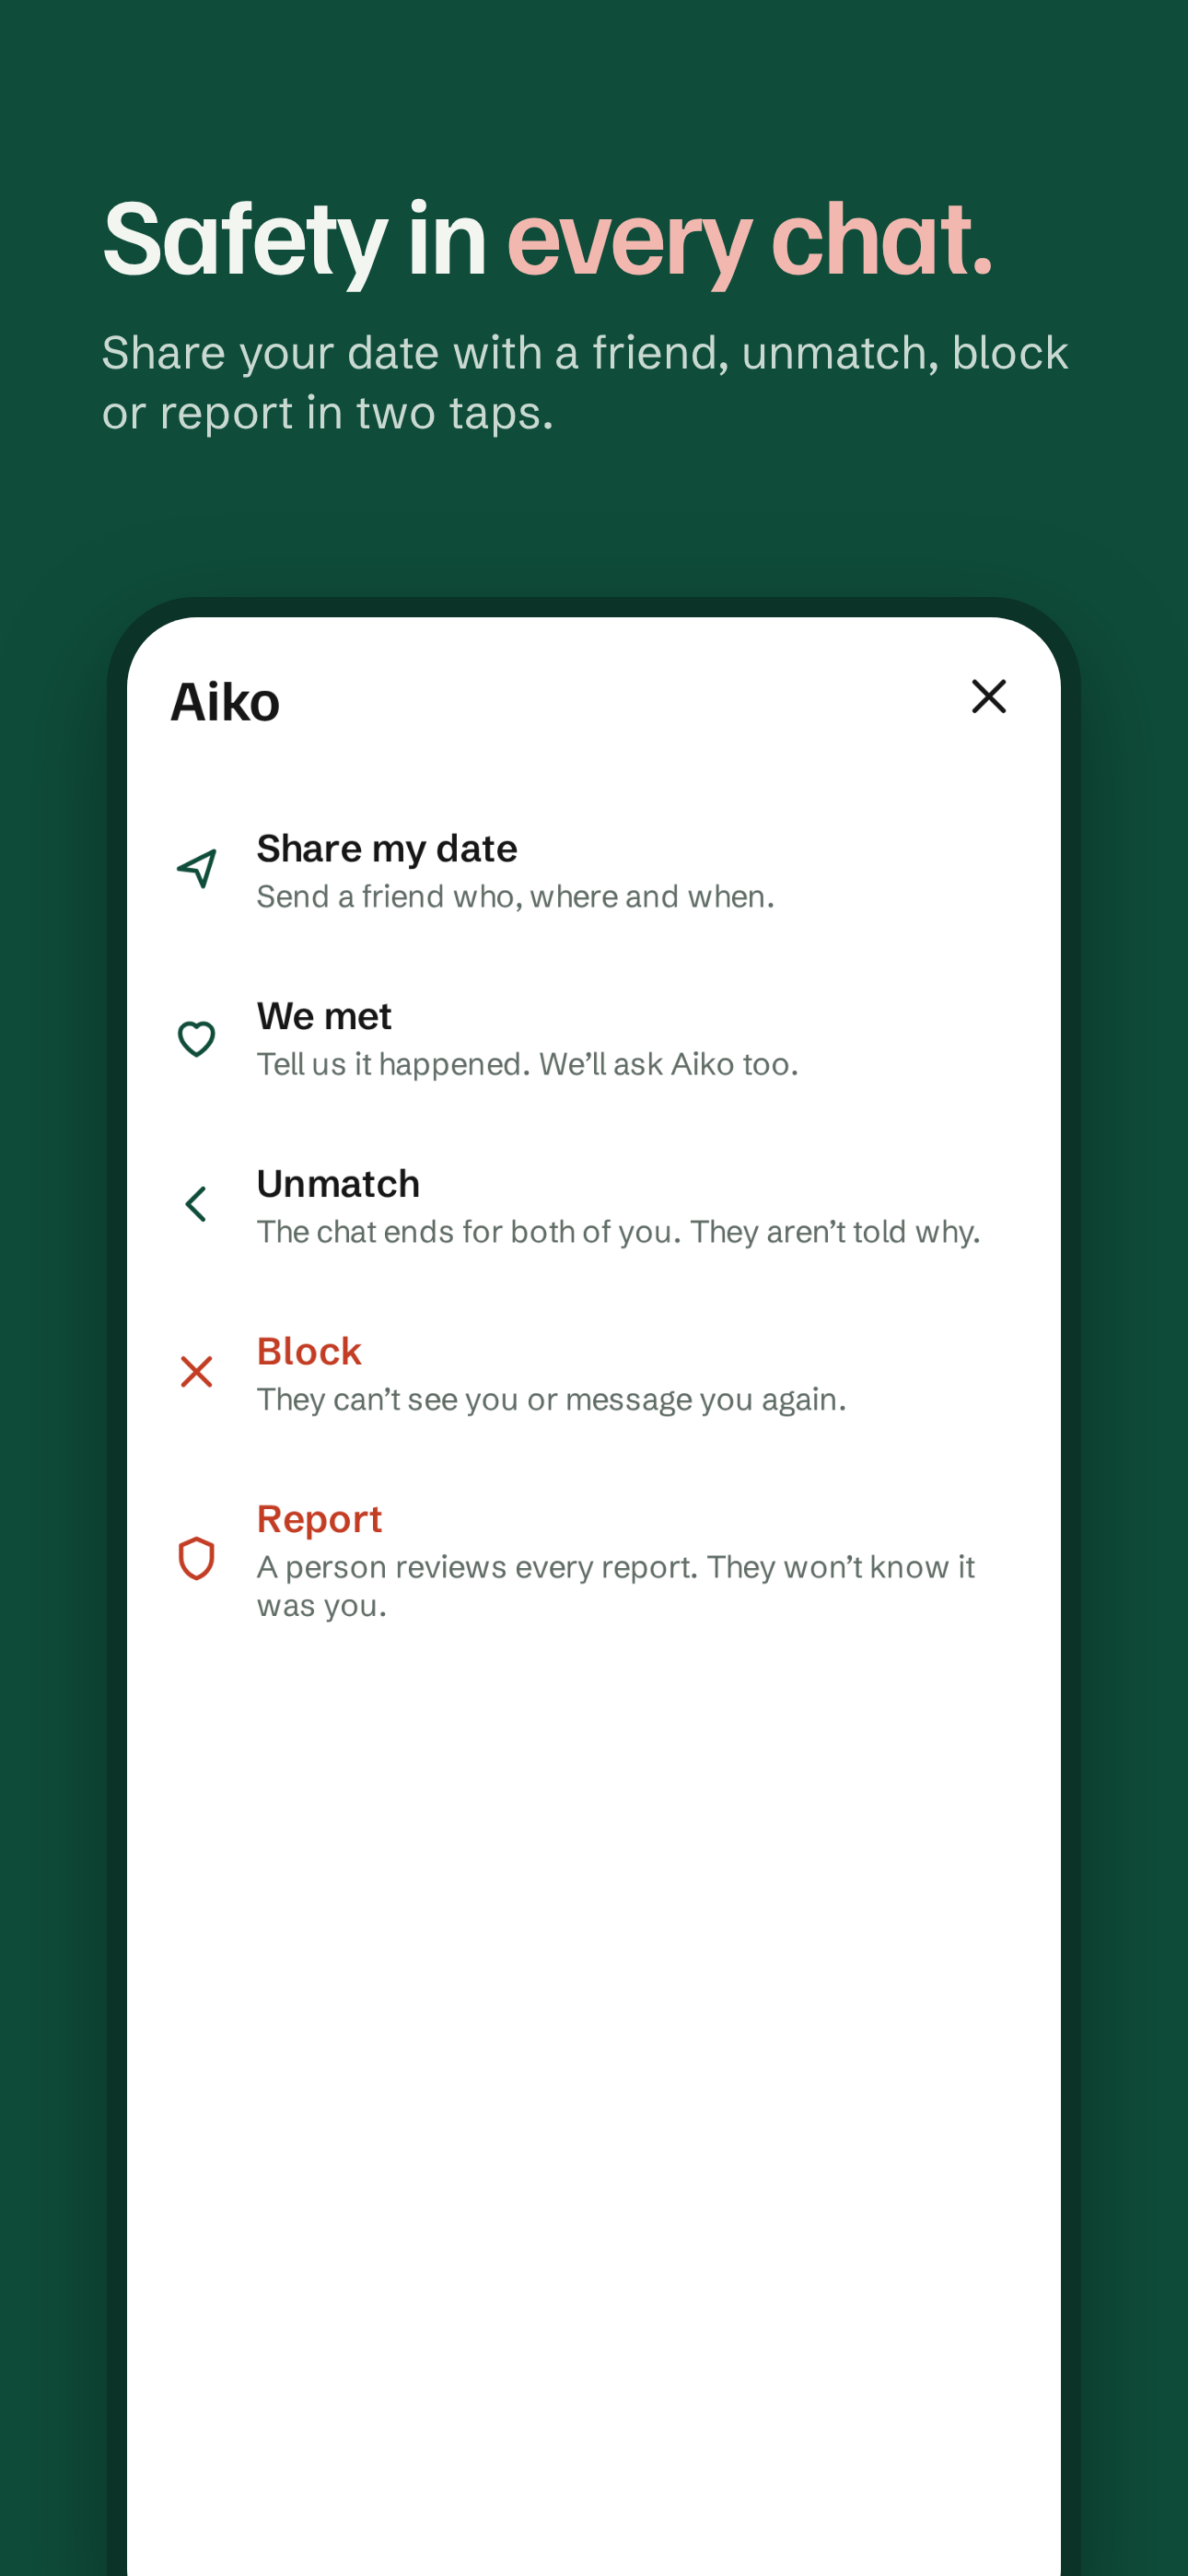 Safety in every chat.
Share your date with a friend, unmatch, block
or report in two taps.
Aiko
Share my date
Send a friend who, where and when.
We met
Tell us it happened. We’ll ask Aiko too.
Unmatch
The chat ends for both of you. They aren’t told why.
Block
They can’t see you or message you again.
Report
A person reviews every report. They won’t know it
was you.